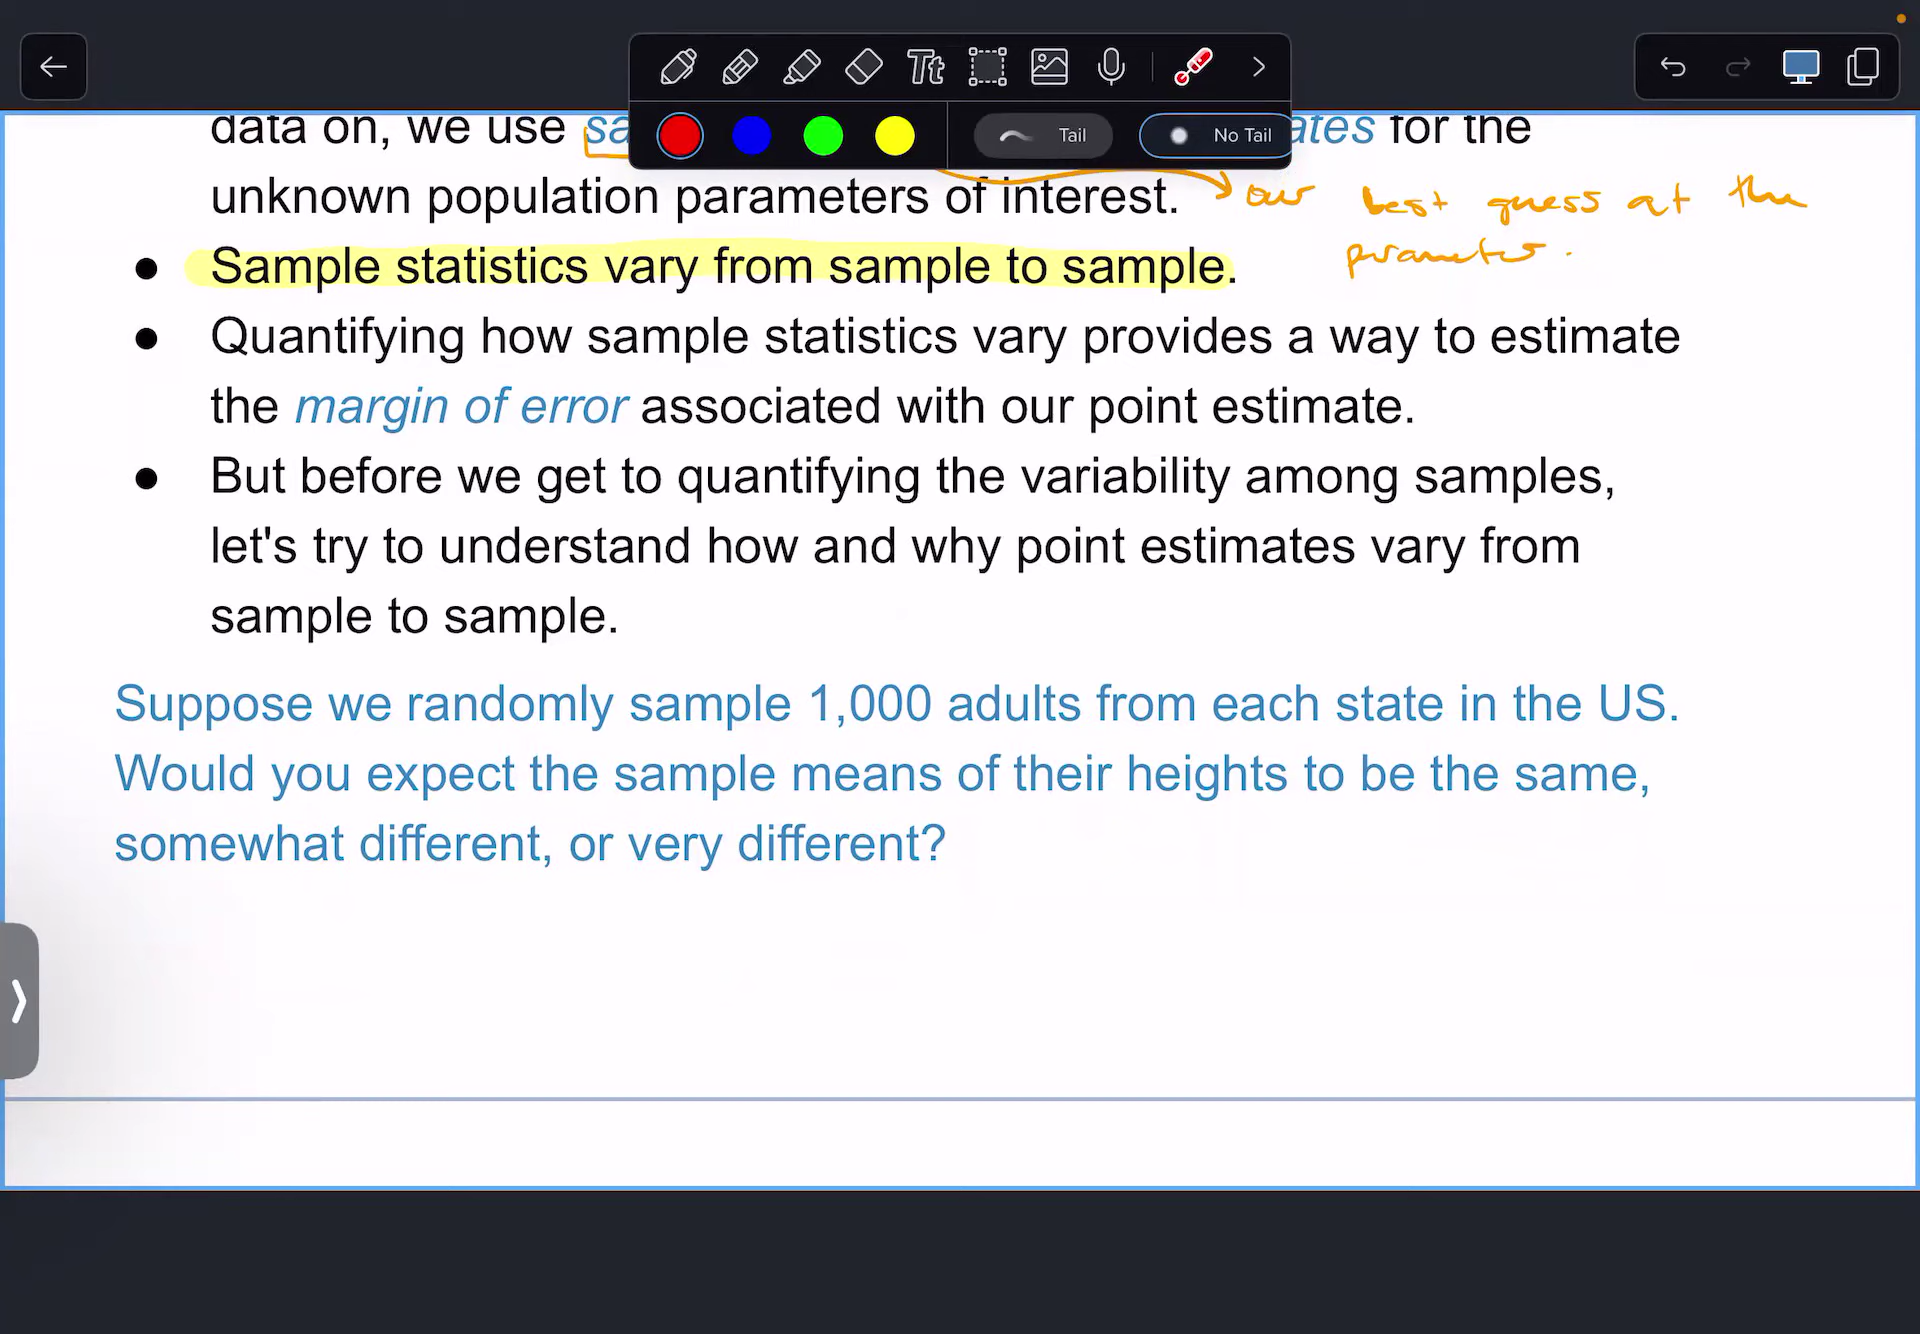 Tt
Tail
No Tail
data on, we use sa ates for the
unknown population parameters of interest.
our best guess at the
parameter.
● Sample statistics vary from sample to sample.
● Quantifying how sample statistics vary provides a way to estimate
the margin of error associated with our point estimate.
● But before we get to quantifying the variability among samples,
let's try to understand how and why point estimates vary from
sample to sample.
Suppose we randomly sample 1,000 adults from each state in the US.
Would you expect the sample means of their heights to be the same,
somewhat different, or very different?